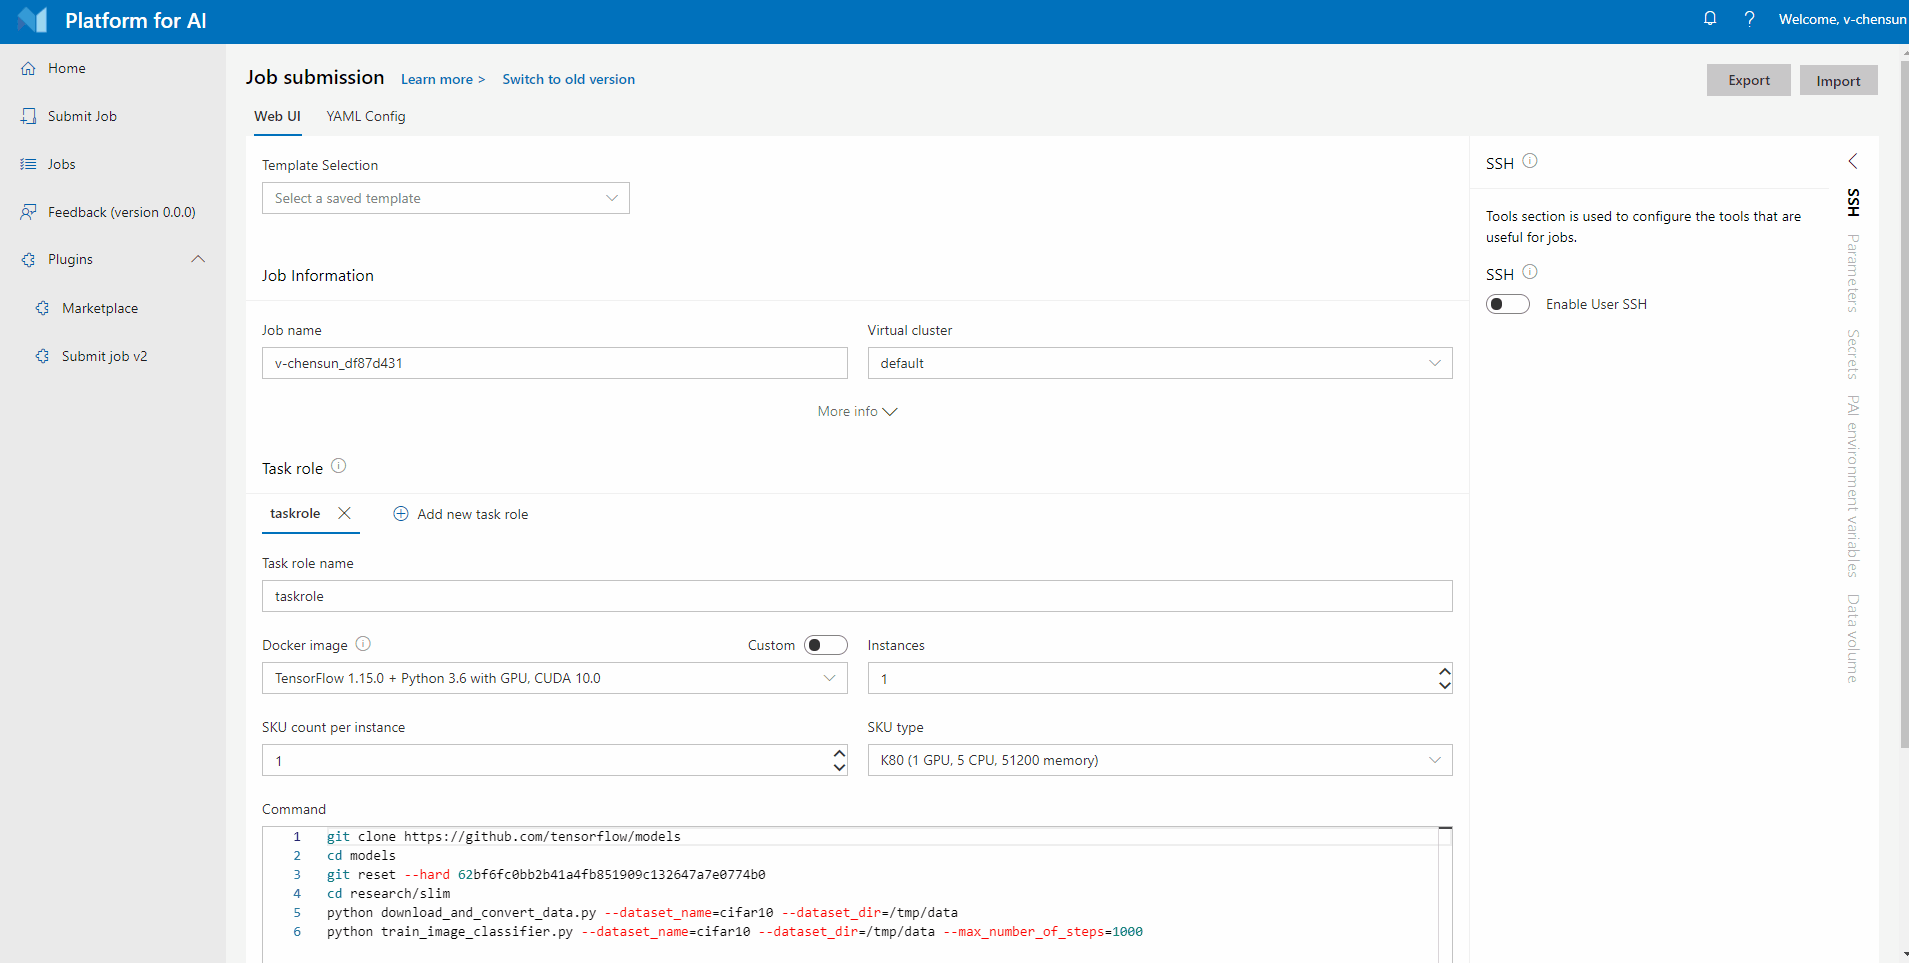 Platform for AI
Welcome, v-chensun
Home
Submit Job
Jobs
Feedback (version 0.0.0)
Plugins
Marketplace
Submit job v2
Job submission Learn more > Switch to old version
Export Import
Web UI YAML Config
Template Selection
Select a saved template
Job Information
Job name
v-chensun_df87d431
Virtual cluster
default
More info
Task role
taskrole
Add new task role
Task role name
taskrole
Docker image
Custom
TensorFlow 1.15.0 + Python 3.6 with GPU, CUDA 10.0
Instances
1
SKU count per instance
1
SKU type
K80 (1 GPU, 5 CPU, 51200 memory)
Command
1 git clone https://github.com/tensorflow/models
2 cd models
3 git reset --hard 62bf6fc0bb2b41a4fb851909c132647a7e0774b0
4 cd research/slim
5 python download_and_convert_data.py --dataset_name=cifar10 --dataset_dir=/tmp/data
6 python train_image_classifier.py --dataset_name=cifar10 --dataset_dir=/tmp/data --max_number_of_steps=1000
SSH
Tools section is used to configure the tools that are
useful for jobs.
SSH
Enable User SSH
SSH
Parameters
Secrets
PAI environment variables
Data volume